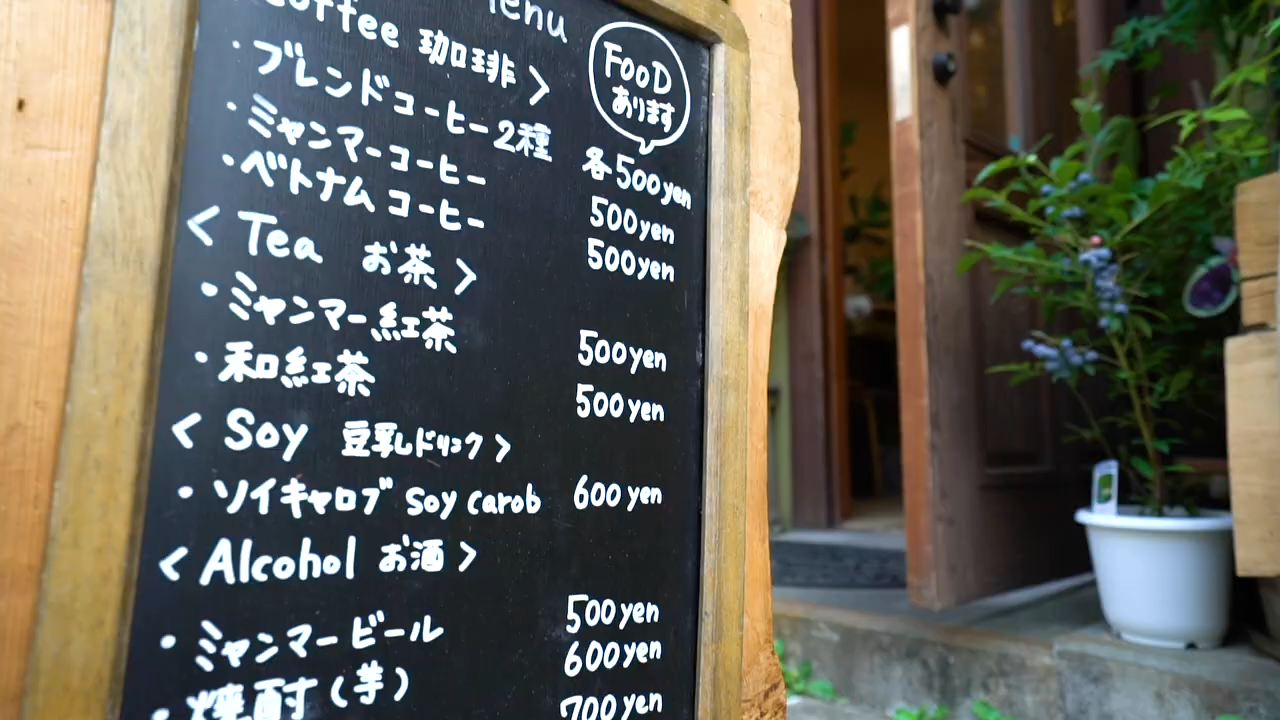 Menu
Coffee 珈琲 >
FooD
あります
・ブレンドコーヒー2種 各500yen
・ミャンマーコーヒー 500yen
・ベトナムコーヒー 500yen
< Tea お茶 >
・ミャンマー紅茶 500yen
・和紅茶 500yen
< Soy 豆乳ドリンク >
・ソイキャロブ soy carob 600yen
< Alcohol お酒 >
・ミャンマービール 500yen
・焼酎(芋) 600yen
700yen